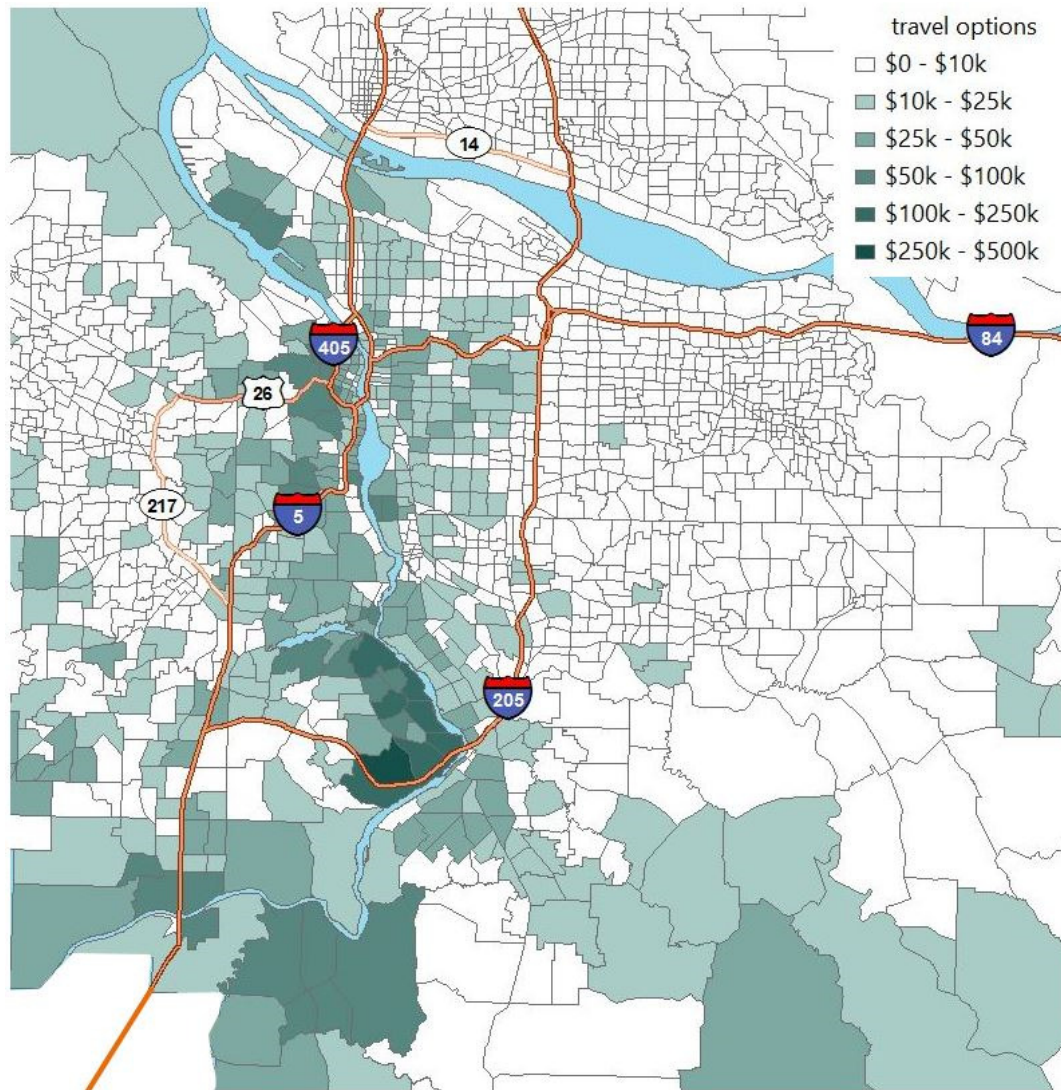 travel options
$0 - $10k
$10k - $25k
$25k - $50k
$50k - $100k
$100k - $250k
$250k - $500k
14
405
84
26
217
5
205